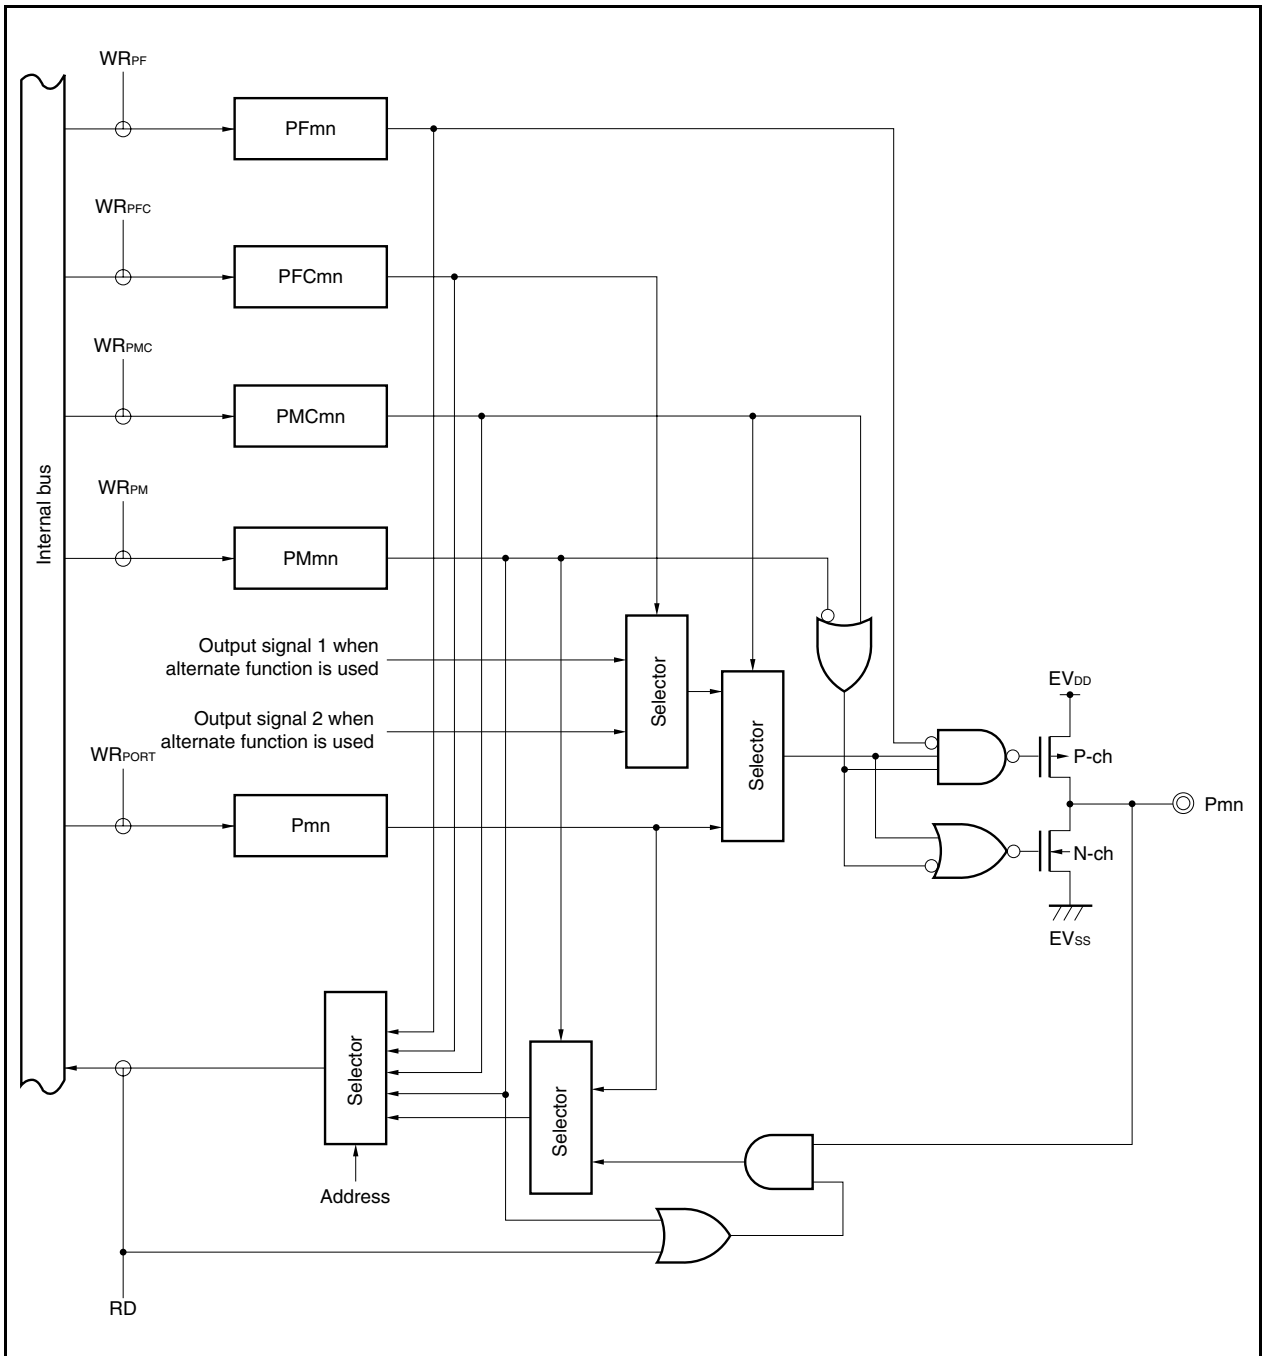 WRPF
PFmn
WRPFC
PFCmn
WRPMC
PMCmn
Internal bus
WRPM
PMmn
Output signal 1 when
alternate function is used
Selector
Output signal 2 when
alternate function is used
Selector
EVDD
P-ch
WRPORT
Pmn
Pmn
N-ch
EVSS
Selector
Selector
Address
RD